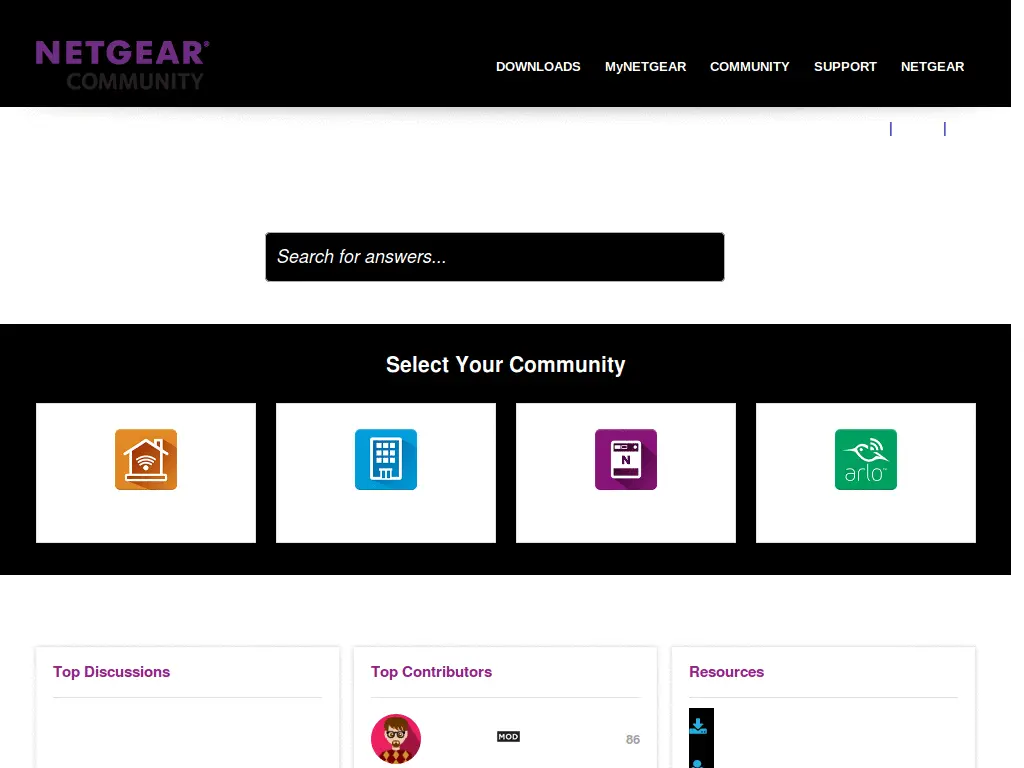 NETGEAR®
COMMUNITY
DOWNLOADS MyNETGEAR COMMUNITY SUPPORT NETGEAR
| |
Search for answers...
Select Your Community
N
arlo™
Top Discussions
Top Contributors
Resources
MOD
86